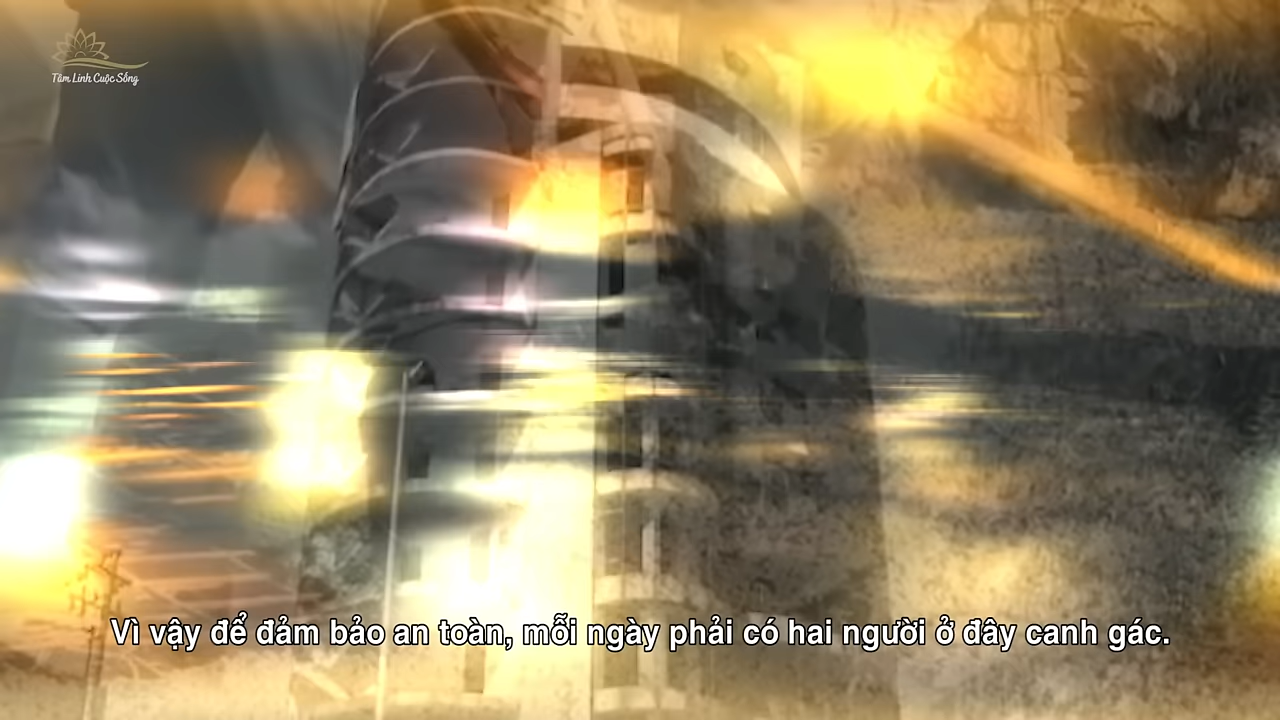 Tâm Linh Cuộc Sống
Vì vậy để đảm bảo an toàn, mỗi ngày phải có hai người ở đây canh gác.